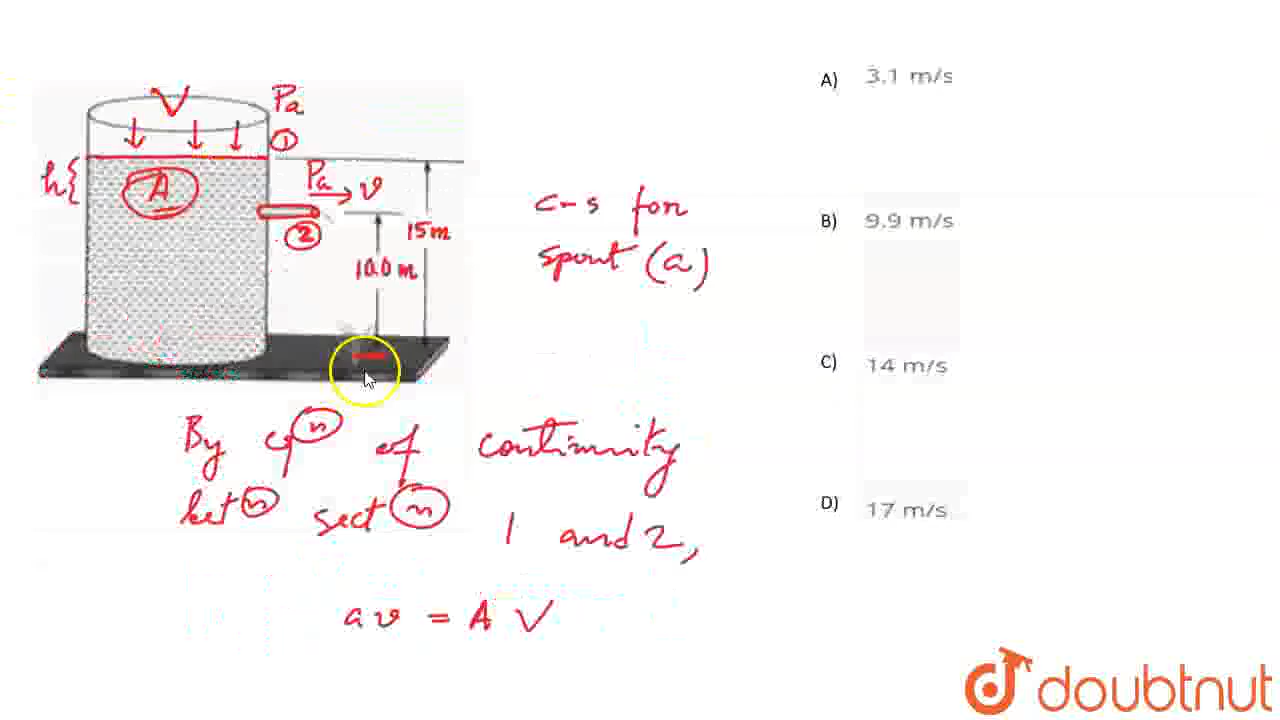 V
Pa
1
h
A
Pa
v
2
15m
10.0 m
c-s for
spout (a)
By eqn of continuity
betn sectn 1 and 2,
av = A V
A) 3.1 m/s
B) 9.9 m/s
C) 14 m/s
D) 17 m/s
doubtnut